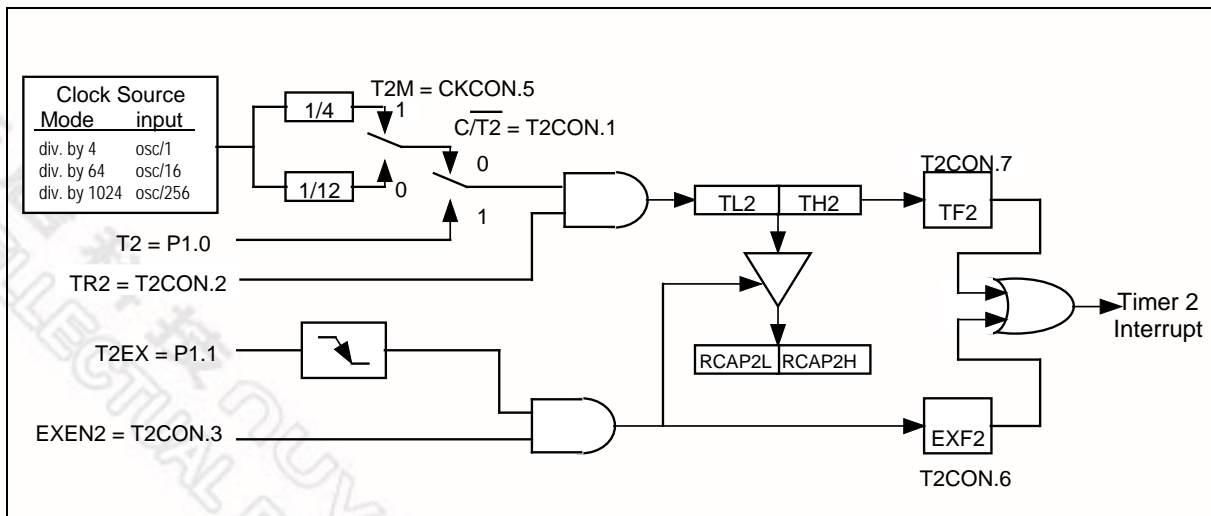 Clock Source
Mode input
div. by 4 osc/1
div. by 64 osc/16
div. by 1024 osc/256
1/4
1/12
T2M = CKCON.5
1
0
C/T2 = T2CON.1
0
1
T2 = P1.0
TR2 = T2CON.2
TL2 TH2
T2CON.7
TF2
Timer 2
Interrupt
T2EX = P1.1
RCAP2L RCAP2H
EXEN2 = T2CON.3
EXF2
T2CON.6